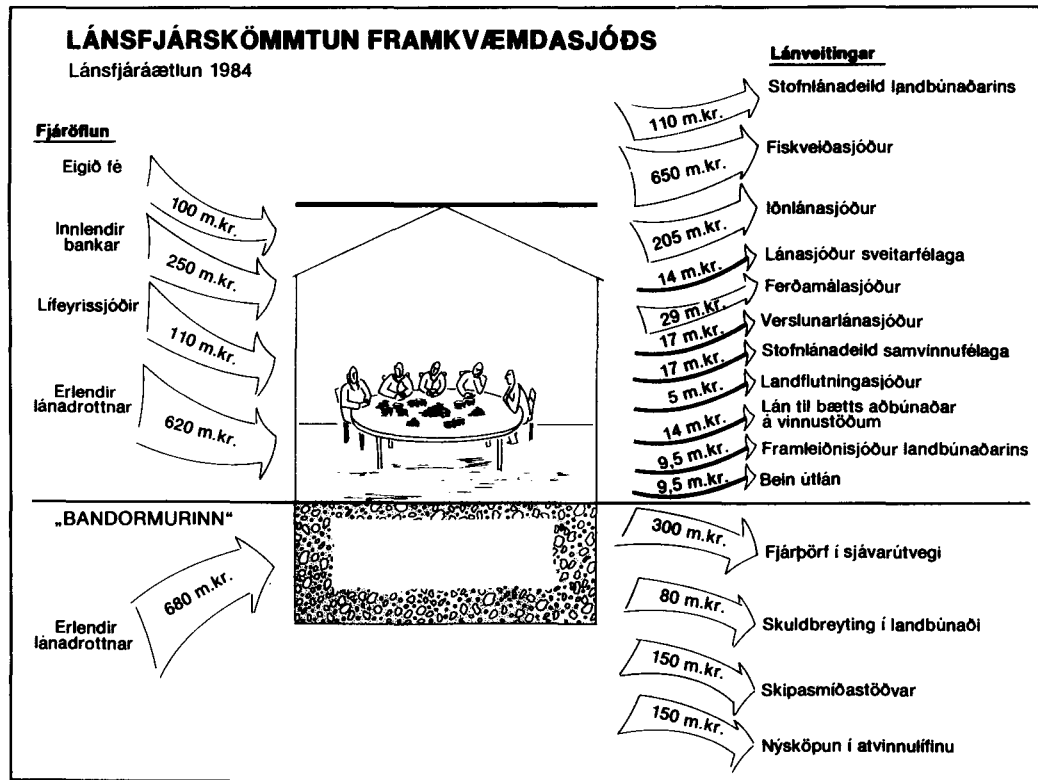 LÁNSFJÁRSKÖMMTUN FRAMKVÆMDASJÓÐS
Lánsfjáráætlun 1984
Fjáröflun
Eigið fé
100 m.kr.
Innlendir
bankar
250 m.kr.
Lífeyrissjóðir
110 m.kr.
Erlendir
lánadrottnar
620 m.kr.
Lánveitingar
110 m.kr.
Stofnlánadeild landbúnaðarins
650 m.kr.
Fiskveiðasjóður
205 m.kr.
Iðnlánasjóður
14 m.kr.
Lánasjóður sveitarfélaga
29 m.kr.
Ferðamálasjóður
17 m.kr.
Verslunarlánasjóður
17 m.kr.
Stofnlánadeild samvinnufélaga
5 m.kr.
Landflutningasjóður
14 m.kr.
Lán til bætts aðbúnaðar
á vinnustöðum
9,5 m.kr.
Framleiðnisjóður landbúnaðarins
9,5 m.kr.
Bein útlán
„BANDORMURINN“
680 m.kr.
Erlendir
lánadrottnar
300 m.kr.
Fjárþörf í sjávarútvegi
80 m.kr.
Skuldbreyting í landbúnaði
150 m.kr.
Skipasmíðastöðvar
150 m.kr.
Nýsköpun í atvinnulífinu